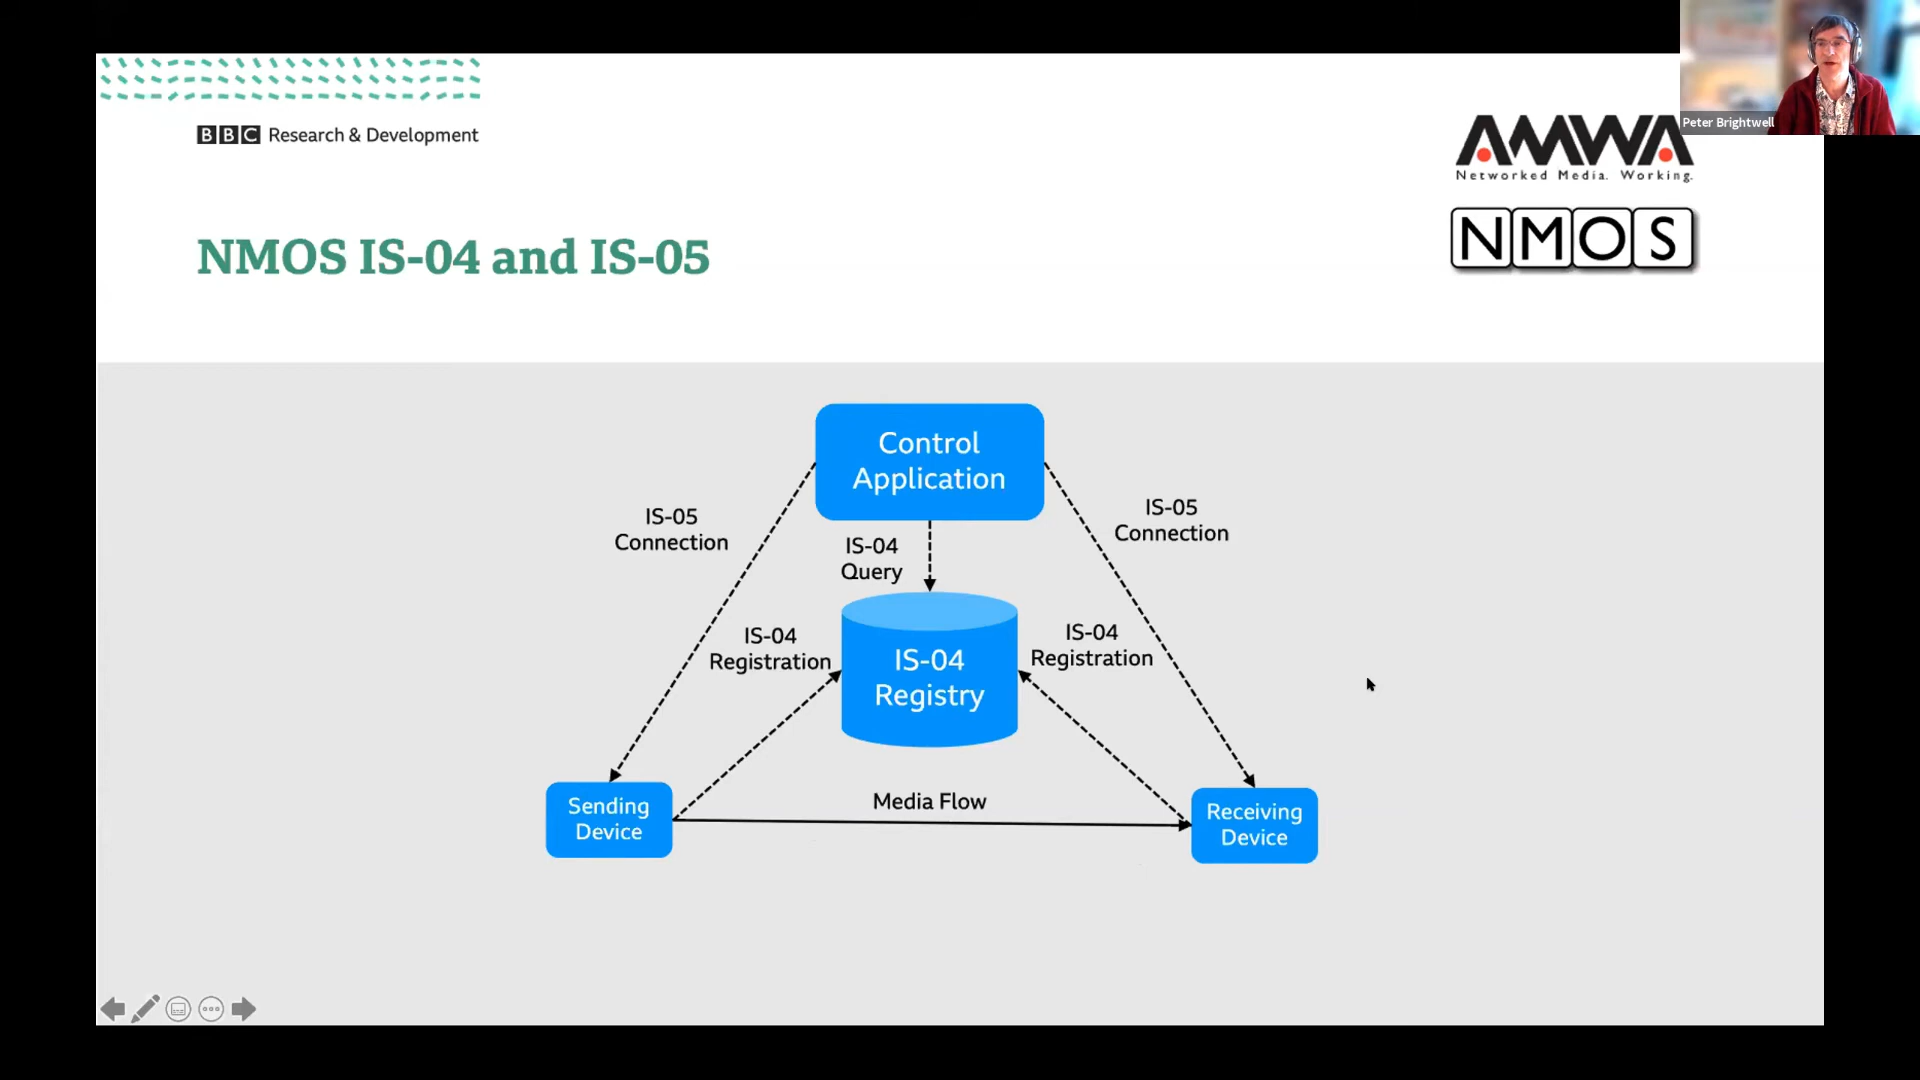 BBC Research & Development
AMWA
Networked Media. Working.
Peter Brightwell
NMOS
NMOS IS-04 and IS-05
Control
Application
IS-05
Connection
IS-05
Connection
IS-04
Query
IS-04
Registration
IS-04
Registration
IS-04
Registry
Media Flow
Sending
Device
Receiving
Device